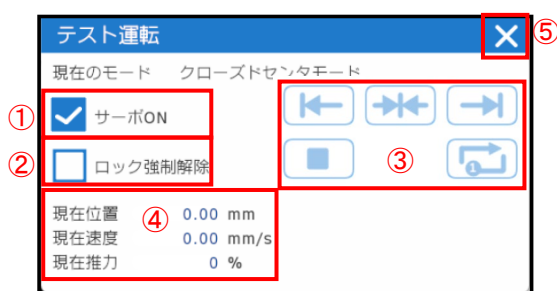 テスト運転
⑤
現在のモード クローズドセンタモード
① サーボON
② ロック強制解除
③
1
④
現在位置 0.00 mm
現在速度 0.00 mm/s
現在推力 0 %